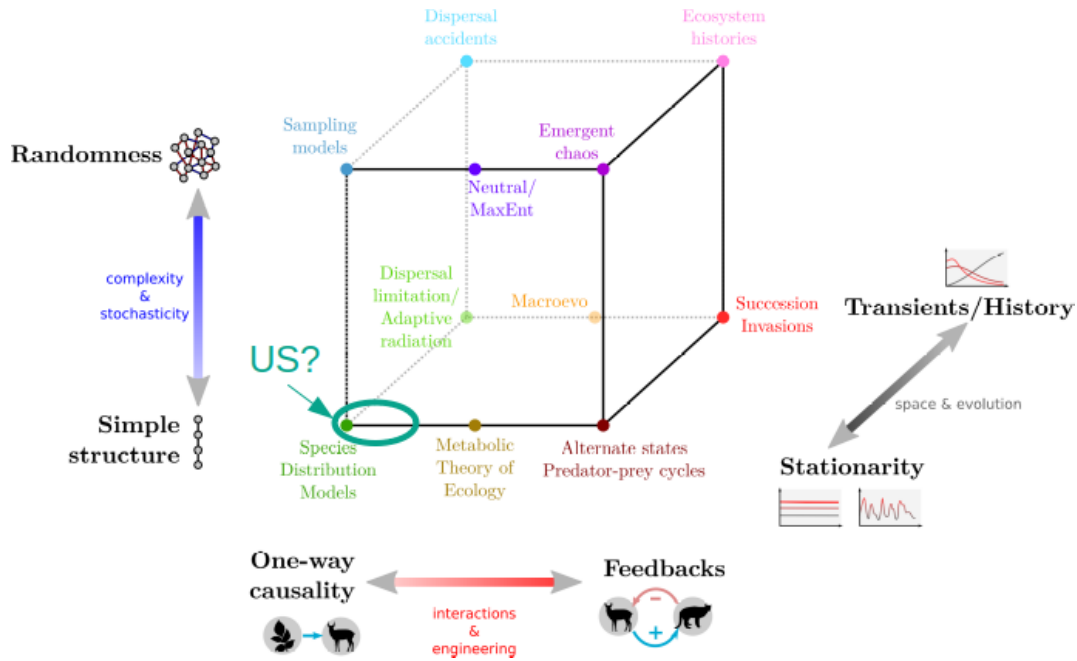 Dispersal
accidents
Ecosystem
histories
Sampling
models
Emergent
chaos
Randomness
Neutral/
MaxEnt
complexity
&
stochasticity
Dispersal
limitation/
Adaptive
radiation
Macroevo
Succession
Invasions
Transients/History
US?
space & evolution
Simple
structure
Species
Distribution
Models
Metabolic
Theory of
Ecology
Alternate states
Predator-prey cycles
Stationarity
One-way
causality
interactions
&
engineering
Feedbacks
−
+